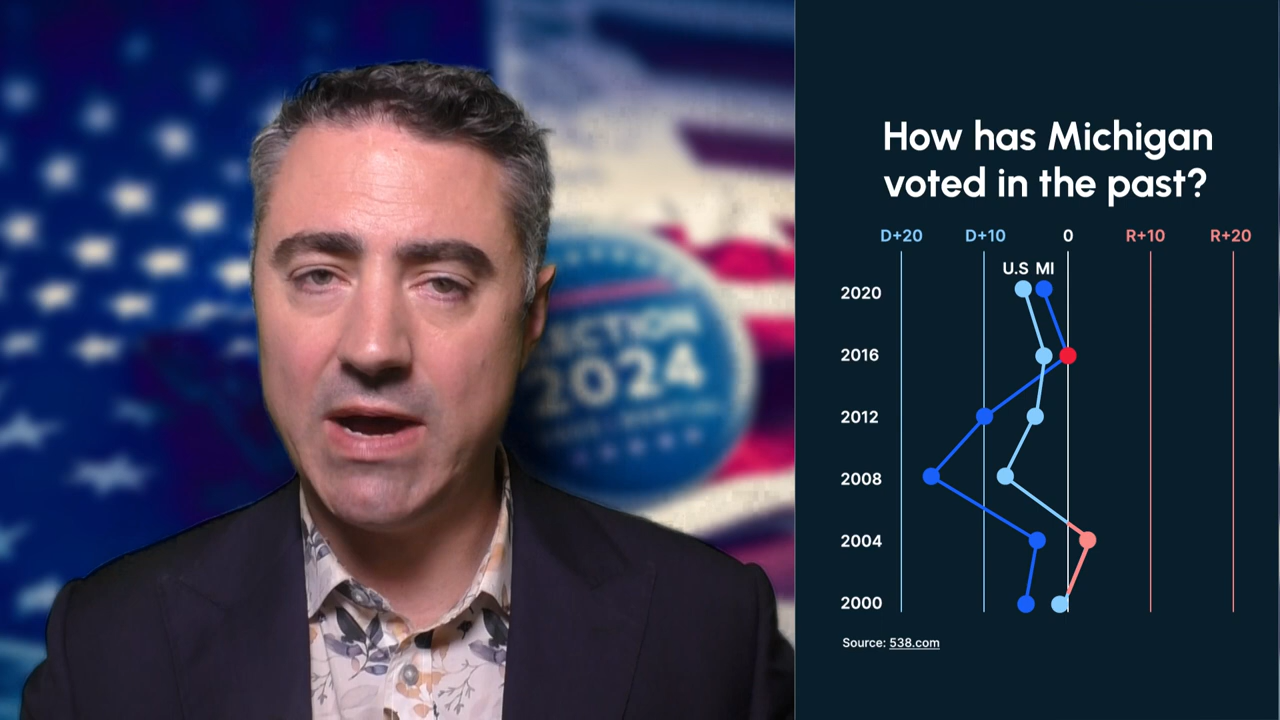 ELECTION
2024
How has Michigan
voted in the past?
D+20 D+10 0 R+10 R+20
U.S MI
2020
2016
2012
2008
2004
2000
Source: 538.com